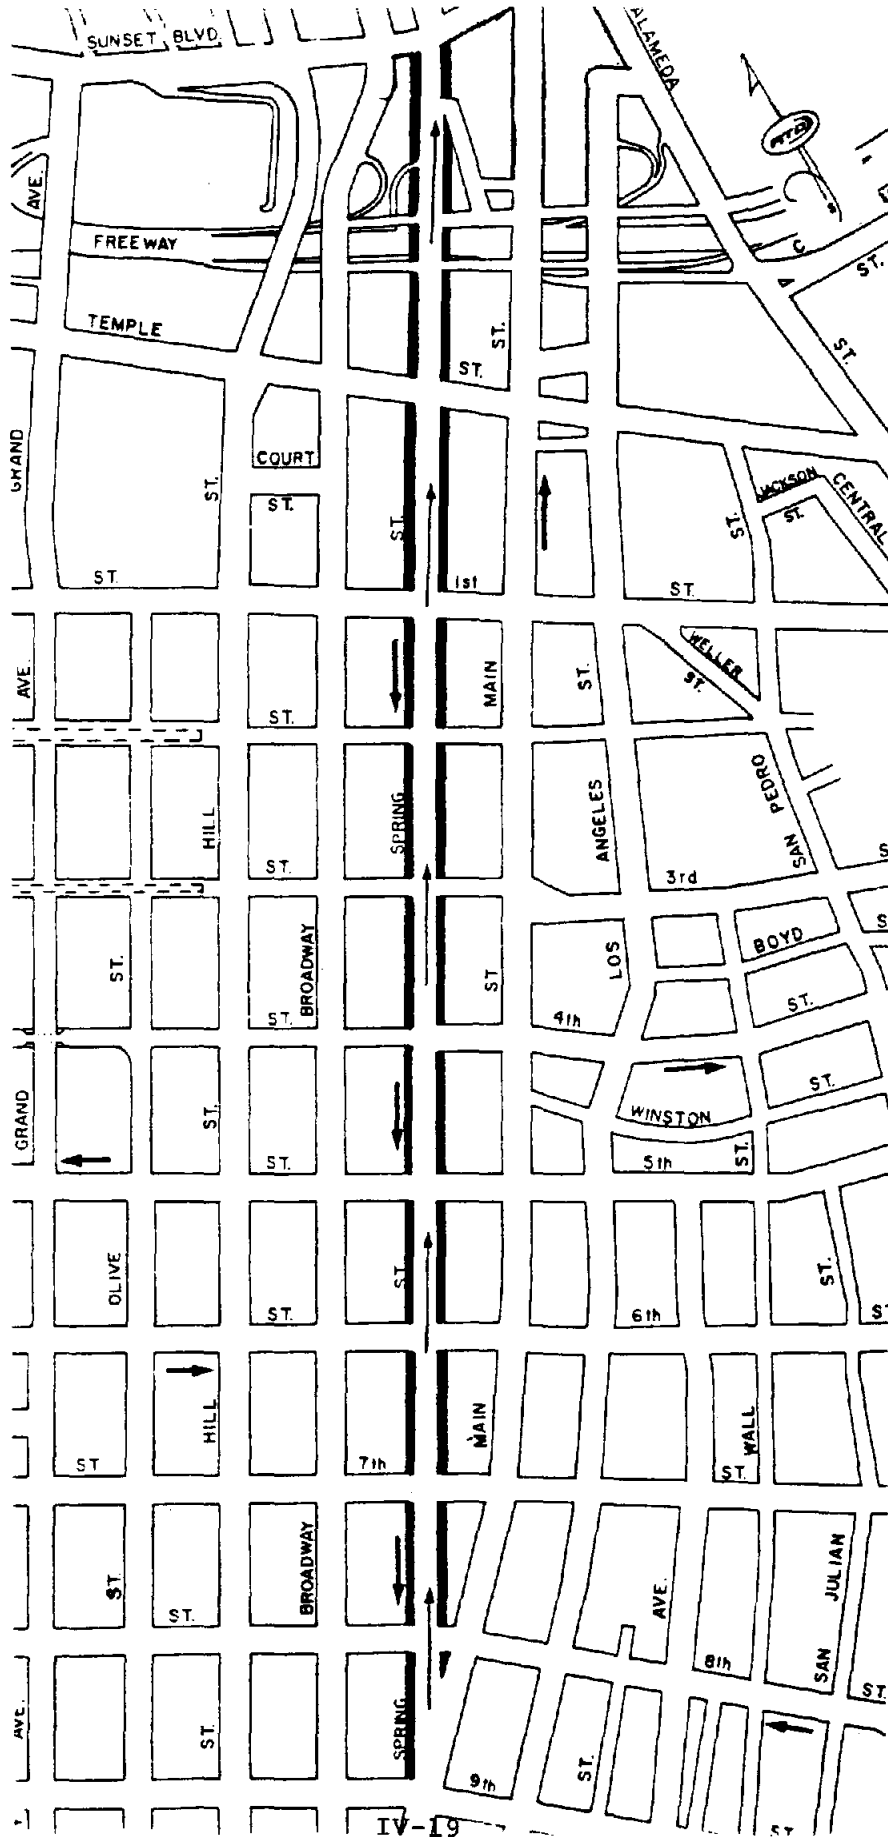 SUNSET BLVD.
ALAMEDA
RTD
S
AVE.
FREEWAY
C
ST.
TEMPLE
ST.
ST.
ST.
GRAND
COURT
ST.
ST.
ST.
JACKSON
ST.
CENTRAL
ST.
ST.
1st
ST.
AVE.
ST.
MAIN
ST.
WELLER
ST.
HILL
SPRING
ST.
ANGELES
SAN PEDRO
3rd
S
ST.
BROADWAY
ST.
ST.
LOS
4th
BOYD
ST.
S
GRAND
ST.
ST.
WINSTON
ST.
5th
ST.
OLIVE
ST.
ST.
6th
ST.
ST
HILL
ST
7th
MAIN
WALL
ST.
ST.
ST.
BROADWAY
AVE.
8th
SAN JULIAN
ST.
AVE.
ST.
SPRING
9th
ST.
ST
IV-19